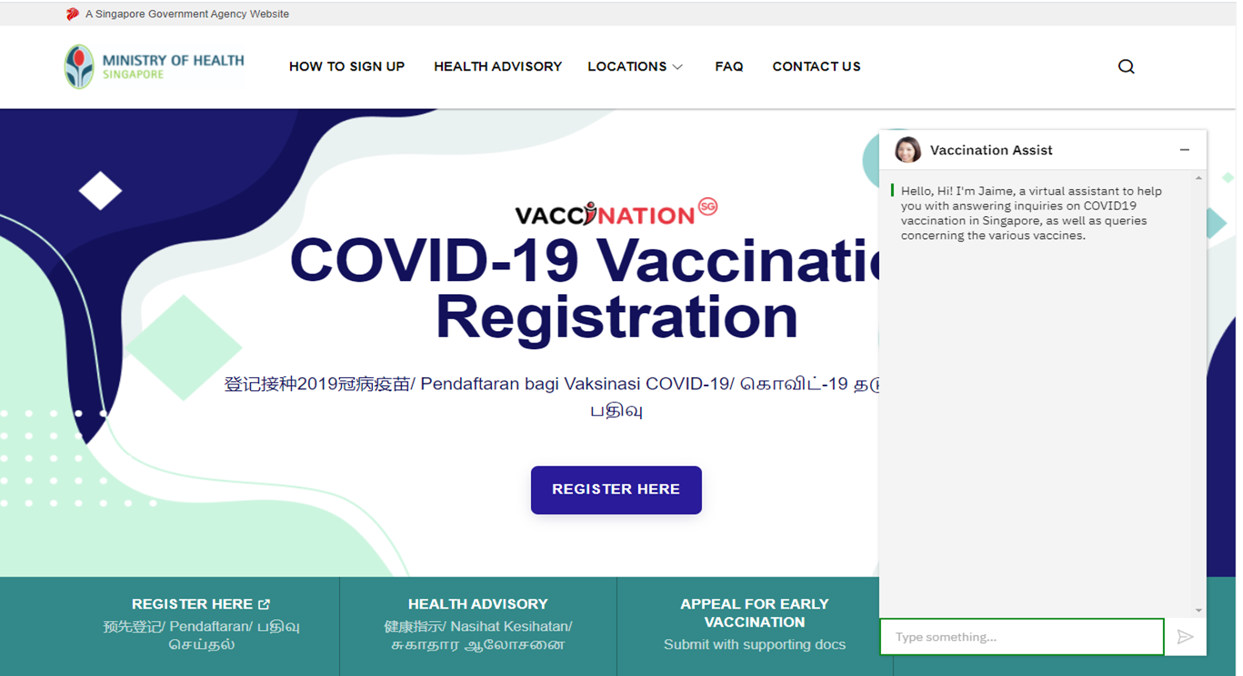 A Singapore Government Agency Website
MINISTRY OF HEALTH
SINGAPORE
HOW TO SIGN UP HEALTH ADVISORY LOCATIONS FAQ CONTACT US
VACCINATION SG
COVID-19
Registration
登记接种2019冠病疫苗/ Pendaftaran bagi Vaksinasi COVID-19/ கொவிட்-19
பதிவு
REGISTER HERE
Vaccination Assist
Hello, Hi! I'm Jaime, a virtual assistant to help
you with answering inquiries on COVID19
vaccination in Singapore, as well as queries
concerning the various vaccines.
Type something...
REGISTER HERE
预先登记/ Pendaftaran/ பதிவு
செய்தல்
HEALTH ADVISORY
健康指示/ Nasihat Kesihatan/
சுகாதார ஆலோசனை
APPEAL FOR EARLY
VACCINATION
Submit with supporting docs